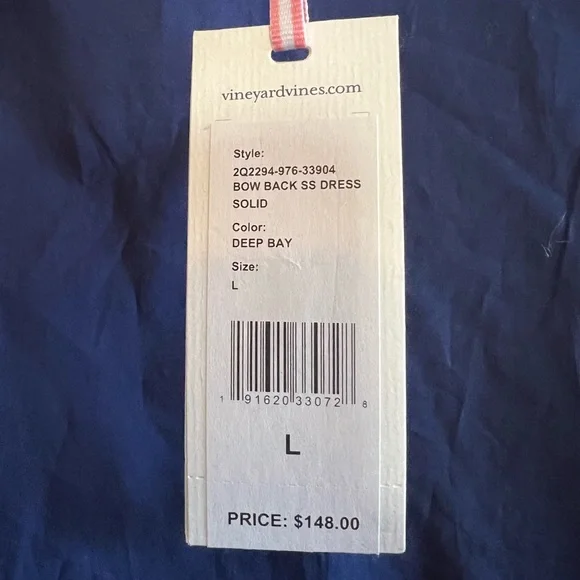 vineyardvines.com
Style:
2Q2294-976-33904
BOW BACK SS DRESS
SOLID
Color:
DEEP BAY
Size:
L
1 91620 33072 8
L
PRICE: $148.00